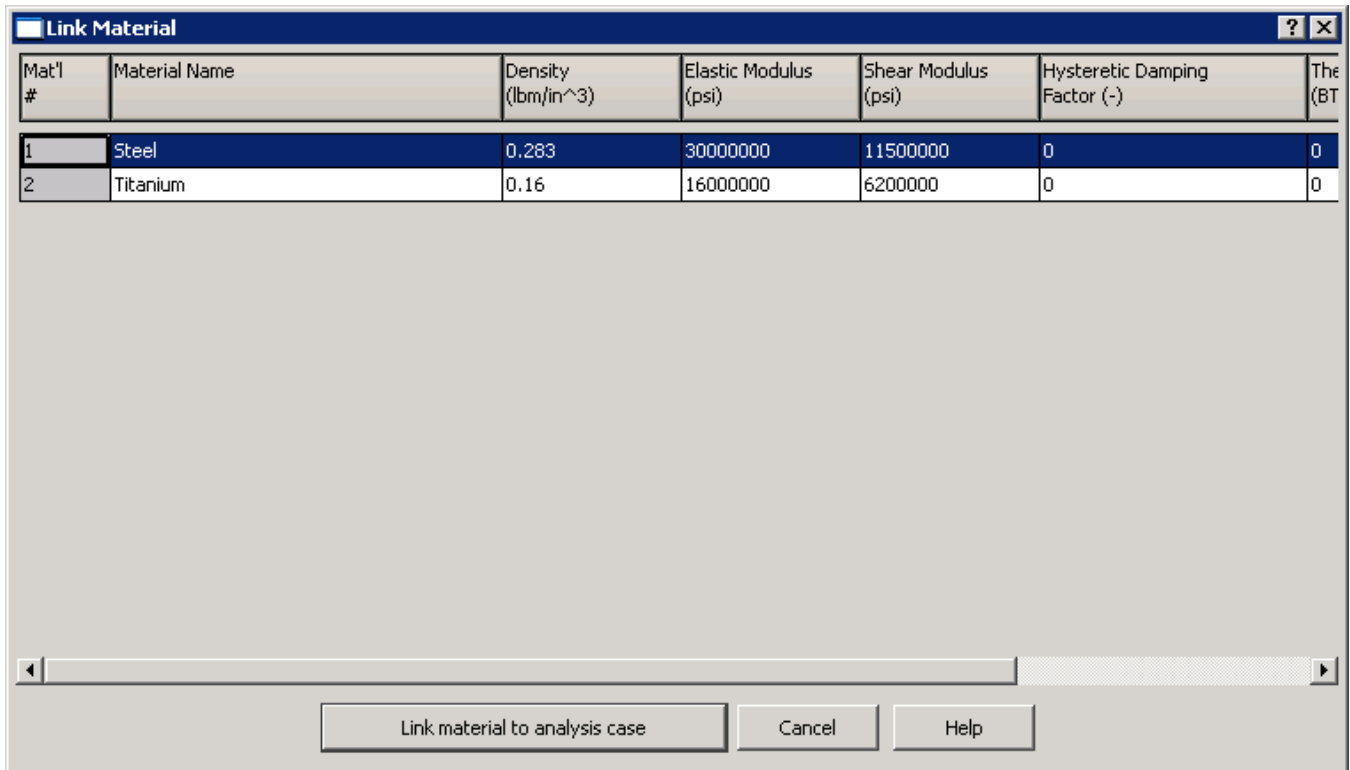 Link Material
Mat'l # Material Name Density (lbm/in^3) Elastic Modulus (psi) Shear Modulus (psi) Hysteretic Damping Factor (-) The (BT
1 Steel 0.283 30000000 11500000 0 0
2 Titanium 0.16 16000000 6200000 0 0
Link material to analysis case Cancel Help